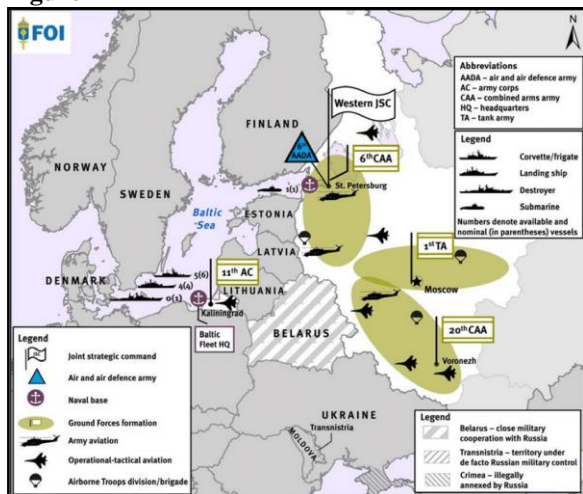 FOI
N
Abbreviations
AADA – air and air defence army
AC – army corps
CAA – combined arms army
HQ – headquarters
TA – tank army
Legend
Corvette/frigate
Landing ship
Destroyer
Submarine
Numbers denote available and
nominal (in parentheses) vessels
Western JSC
FINLAND
6th
AADA
6th CAA
NORWAY
SWEDEN
1(1)
St. Petersburg
Baltic
Sea
ESTONIA
LATVIA
1st TA
11th AC
5(6)
DENMARK
4(4)
LITHUANIA
Moscow
0(1)
Kaliningrad
Baltic
Fleet HQ
BELARUS
20th CAA
Voronezh
Legend
Joint strategic command
Air and air defence army
Naval base
Ground Forces formation
Army aviation
Operational-tactical aviation
Airborne Troops division/brigade
UKRAINE
Transnistria
MOLDOVA
Legend
Belarus – close military
cooperation with Russia
Transnistria – territory under
de facto Russian military control
Crimea – illegally
annexed by Russia